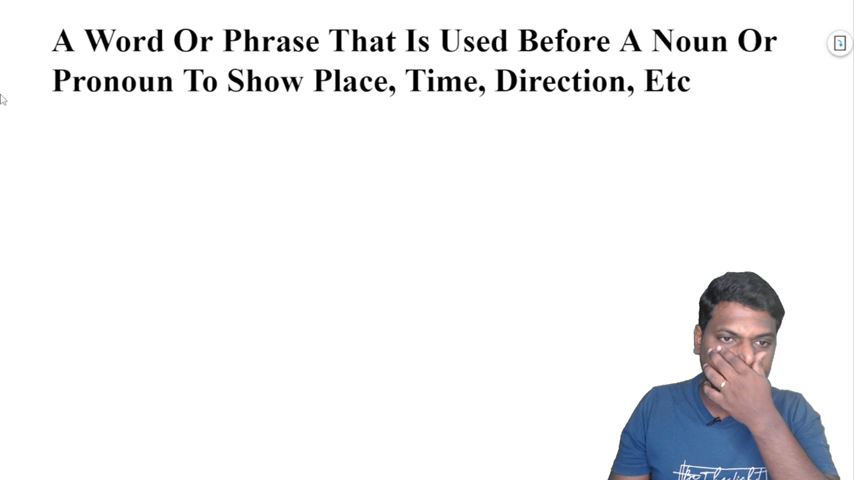 A Word Or Phrase That Is Used Before A Noun Or
Pronoun To Show Place, Time, Direction, Etc